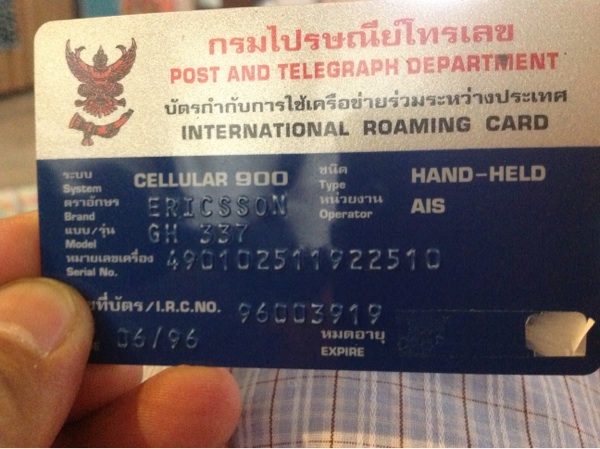 กรมไปรษณีย์โทรเลข
POST AND TELEGRAPH DEPARTMENT
บัตรกำกับการใช้เครือข่ายร่วมระหว่างประเทศ
INTERNATIONAL ROAMING CARD
ระบบ CELLULAR 900 ชนิด HAND-HELD
System Type
ตราอักษร ERICSSON หน่วยงาน AIS
Brand Operator
แบบ/รุ่น GH 337
Model
หมายเลขเครื่อง 490102511922510
Serial No.
ที่บัตร/I.R.C.NO. 96003919
06/96 หมดอายุ
EXPIRE